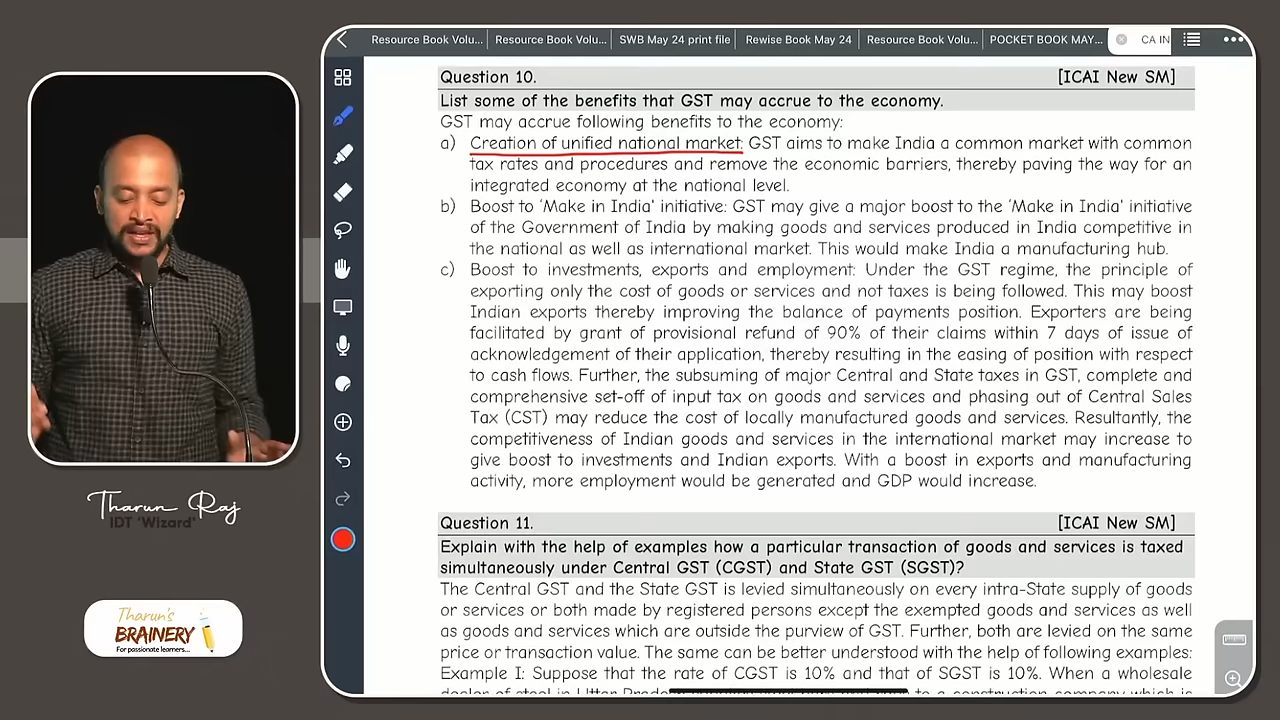 Resource Book Volu...
Resource Book Volu...
SWB May 24 print file
Rewise Book May 24
Resource Book Volu...
POCKET BOOK MAY...
CA IN
Question 10. [ICAI New SM]
List some of the benefits that GST may accrue to the economy.
GST may accrue following benefits to the economy:
a) Creation of unified national market: GST aims to make India a common market with common
tax rates and procedures and remove the economic barriers, thereby paving the way for an
integrated economy at the national level.
b) Boost to ‘Make in India’ initiative: GST may give a major boost to the ‘Make in India’ initiative
of the Government of India by making goods and services produced in India competitive in
the national as well as international market. This would make India a manufacturing hub.
c) Boost to investments, exports and employment: Under the GST regime, the principle of
exporting only the cost of goods or services and not taxes is being followed. This may boost
Indian exports thereby improving the balance of payments position. Exporters are being
facilitated by grant of provisional refund of 90% of their claims within 7 days of issue of
acknowledgement of their application, thereby resulting in the easing of position with respect
to cash flows. Further, the subsuming of major Central and State taxes in GST, complete and
comprehensive set-off of input tax on goods and services and phasing out of Central Sales
Tax (CST) may reduce the cost of locally manufactured goods and services. Resultantly, the
competitiveness of Indian goods and services in the international market may increase to
give boost to investments and Indian exports. With a boost in exports and manufacturing
activity, more employment would be generated and GDP would increase.
Question 11. [ICAI New SM]
Explain with the help of examples how a particular transaction of goods and services is taxed
simultaneously under Central GST (CGST) and State GST (SGST)?
The Central GST and the State GST is levied simultaneously on every intra-State supply of goods
or services or both made by registered persons except the exempted goods and services as well
as goods and services which are outside the purview of GST. Further, both are levied on the same
price or transaction value. The same can be better understood with the help of following examples:
Example I: Suppose that the rate of CGST is 10% and that of SGST is 10%. When a wholesale
dealer of steel in Uttar to a construction company which is
Tharun Raj
IDT 'Wizard'
Tharun's
BRAINERY
For passionate learners...